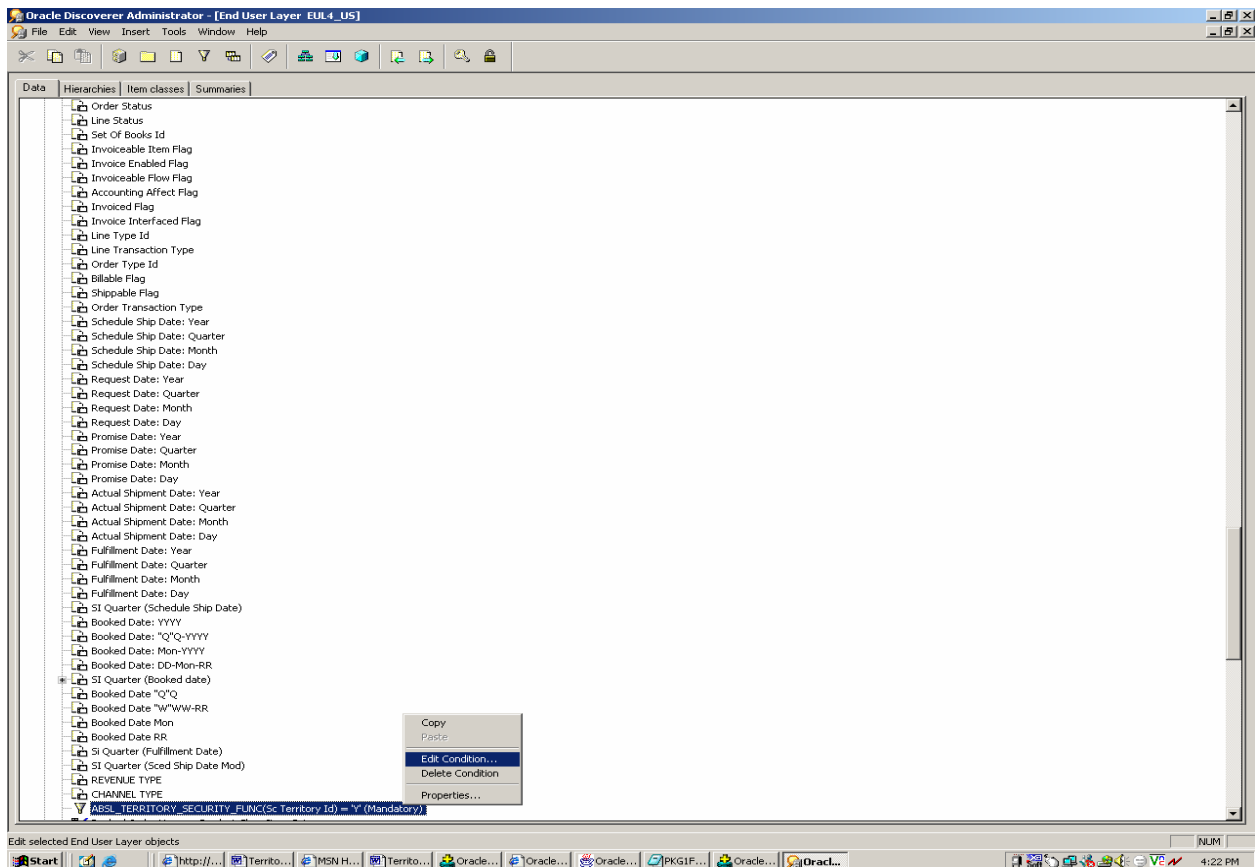 Oracle Discoverer Administrator - [End User Layer EUL4_US]
File Edit View Insert Tools Window Help
Data Hierarchies Item classes Summaries
Order Status
Line Status
Set Of Books Id
Invoiceable Item Flag
Invoice Enabled Flag
Invoiceable Flow Flag
Accounting Affect Flag
Invoiced Flag
Invoice Interfaced Flag
Line Type Id
Line Transaction Type
Order Type Id
Billable Flag
Shippable Flag
Order Transaction Type
Schedule Ship Date: Year
Schedule Ship Date: Quarter
Schedule Ship Date: Month
Schedule Ship Date: Day
Request Date: Year
Request Date: Quarter
Request Date: Month
Request Date: Day
Promise Date: Year
Promise Date: Quarter
Promise Date: Month
Promise Date: Day
Actual Shipment Date: Year
Actual Shipment Date: Quarter
Actual Shipment Date: Month
Actual Shipment Date: Day
Fulfillment Date: Year
Fulfillment Date: Quarter
Fulfillment Date: Month
Fulfillment Date: Day
SI Quarter (Schedule Ship Date)
Booked Date: YYYY
Booked Date: "Q"Q-YYYY
Booked Date: Mon-YYYY
Booked Date: DD-Mon-RR
SI Quarter (Booked date)
Booked Date "Q"Q
Booked Date "W"WW-RR
Booked Date Mon
Booked Date RR
Si Quarter (Fulfillment Date)
SI Quarter (Sced Ship Date Mod)
REVENUE TYPE
CHANNEL TYPE
ABSL_TERRITORY_SECURITY_FUNC(Sc Territory Id) = 'Y' (Mandatory)
Copy
Paste
Edit Condition...
Delete Condition
Properties...
Edit selected End User Layer objects
NUM
Start http://... Territo... MSN H... Territo... Oracle... Oracle... Oracle... PKG1F... Oracle... Oracl... 4:22 PM